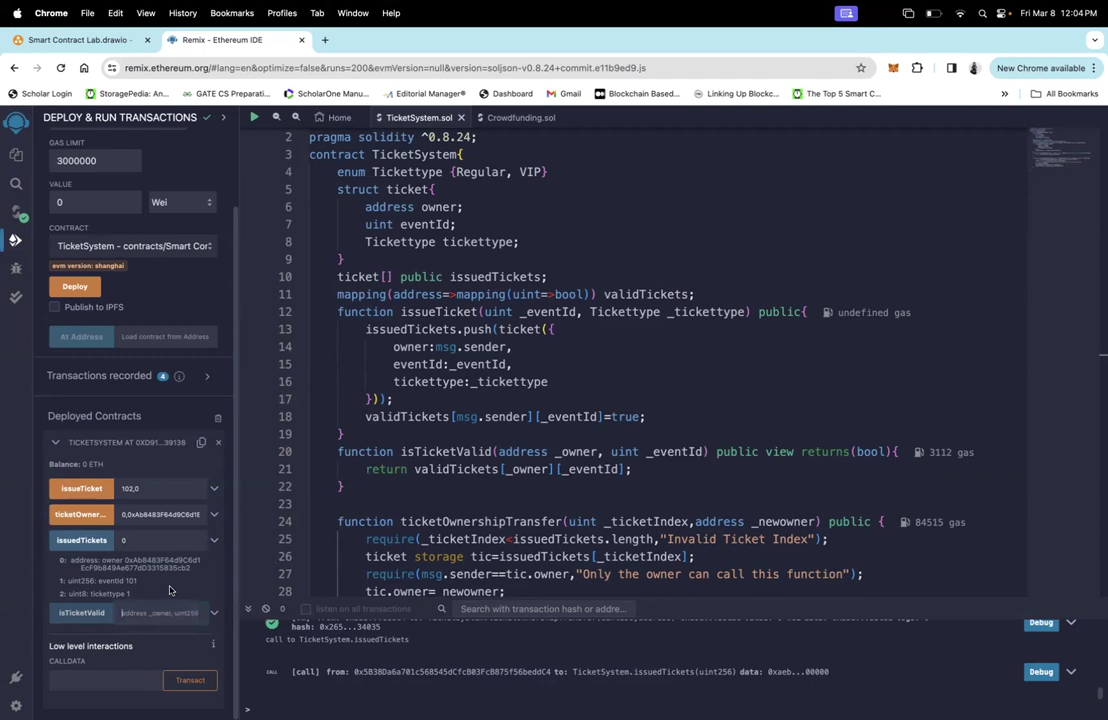 Chrome File Edit View History Bookmarks Profiles Tab Window Help Fri Mar 8 12:04 PM
Smart Contract Lab.drawio - Remix - Ethereum IDE
remix.ethereum.org/#lang=en&optimize=false&runs=200&evmVersion=null&version=soljson-v0.8.24+commit.e11b9ed9.js New Chrome available
Scholar Login StoragePedia: An... GATE CS Preparati... ScholarOne Manu... Editorial Manager® Dashboard Gmail Blockchain Based... Linking Up Blockc... The Top 5 Smart C... All Bookmarks
DEPLOY & RUN TRANSACTIONS
Home TicketSystem.sol Crowdfunding.sol
GAS LIMIT
3000000
VALUE
0 Wei
CONTRACT
TicketSystem - contracts/Smart Cor
evm version: shanghai
Deploy
Publish to IPFS
At Address Load contract from Address
Transactions recorded 4 i
Deployed Contracts
TICKETSYSTEM AT 0XD91...39138
Balance: 0 ETH
issueTicket 102,0
ticketOwner... 0,0xAb8483F64d9C6d1E
issuedTickets 0
0: address: owner 0xAb8483F64d9C6d1
EcF9b849Ae677dD3315835cb2
1: uint256: eventId 101
2: uint8: tickettype 1
isTicketValid address _owner, uint256
Low level interactions i
CALLDATA
Transact
2 pragma solidity ^0.8.24;
3 contract TicketSystem{
4 enum Tickettype {Regular, VIP}
5 struct ticket{
6 address owner;
7 uint eventId;
8 Tickettype tickettype;
9 }
10 ticket[] public issuedTickets;
11 mapping(address=>mapping(uint=>bool)) validTickets;
12 function issueTicket(uint _eventId, Tickettype _tickettype) public{ undefined gas
13 issuedTickets.push(ticket({
14 owner:msg.sender,
15 eventId:_eventId,
16 tickettype:_tickettype
17 }));
18 validTickets[msg.sender][_eventId]=true;
19 }
20 function isTicketValid(address _owner, uint _eventId) public view returns(bool){ 3112 gas
21 return validTickets[_owner][_eventId];
22 }
23
24 function ticketOwnershipTransfer(uint _ticketIndex,address _newowner) public { 84515 gas
25 require(_ticketIndex<issuedTickets.length,"Invalid Ticket Index");
26 ticket storage tic=issuedTickets[_ticketIndex];
27 require(msg.sender==tic.owner,"Only the owner can call this function");
28 tic.owner= newowner;
0 listen on all transactions Search with transaction hash or addre...
hash: 0x265...34035 Debug
call to TicketSystem.issuedTickets
CALL [call] from: 0x5B38Da6a701c568545dCfcB03FcB875f56beddC4 to: TicketSystem.issuedTickets(uint256) data: 0xaeb...00000 Debug
>